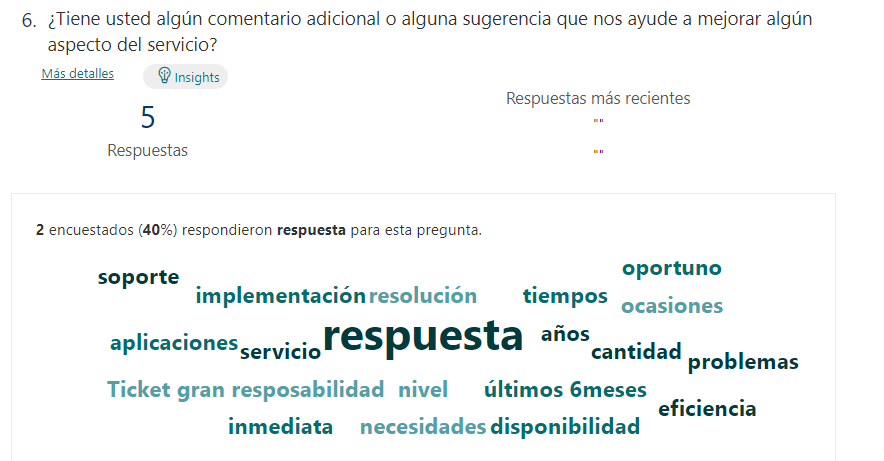 6. ¿Tiene usted algún comentario adicional o alguna sugerencia que nos ayude a mejorar algún
aspecto del servicio?
Más detalles
Insights
5
Respuestas
Respuestas más recientes
""
""
2 encuestados (40%) respondieron respuesta para esta pregunta.
soporte
oportuno
implementación resolución
tiempos
ocasiones
aplicaciones
servicio
respuesta
años
cantidad
problemas
Ticket gran resposabilidad nivel
últimos 6meses
eficiencia
inmediata
necesidades disponibilidad